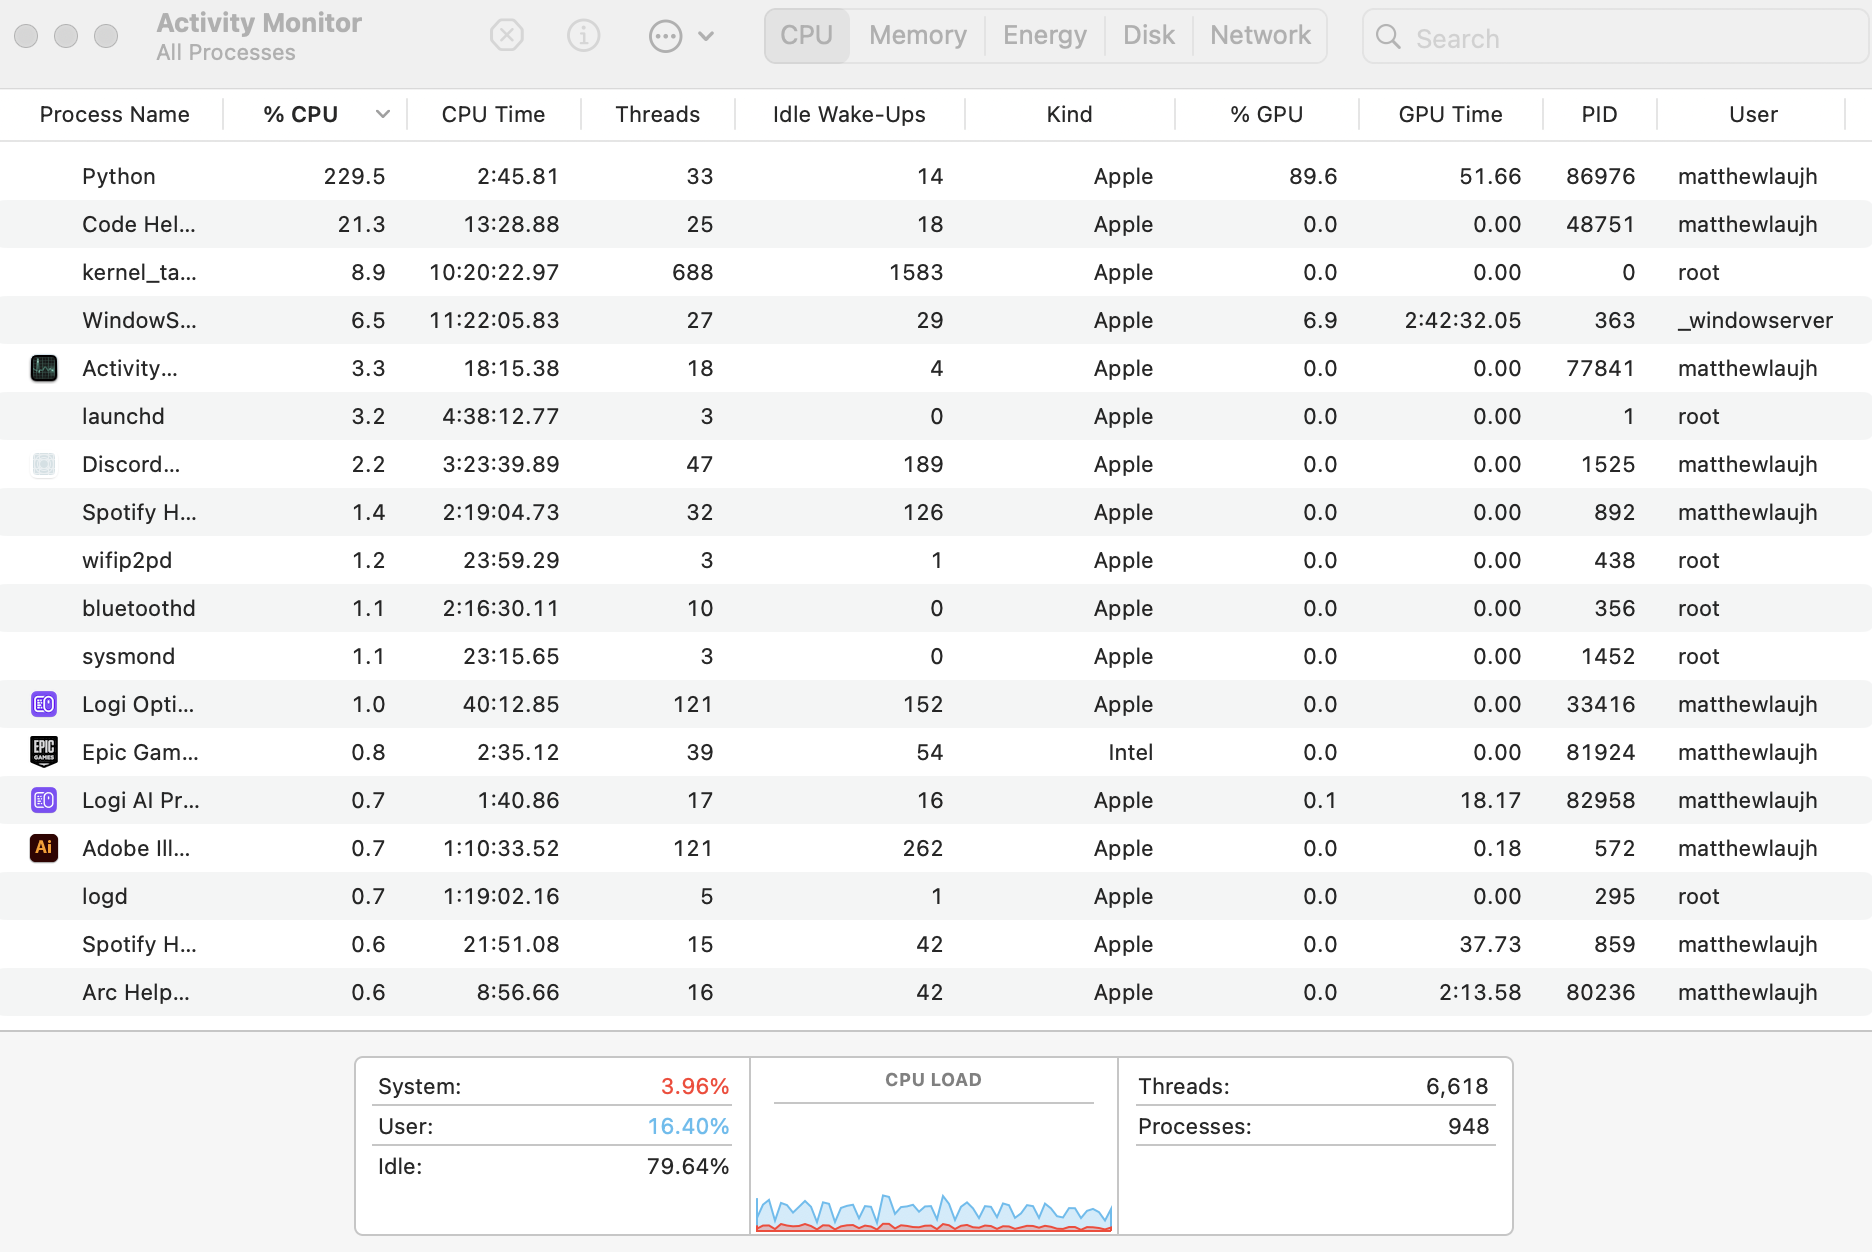 Activity Monitor
All Processes
CPU Memory Energy Disk Network
Search
Process Name % CPU CPU Time Threads Idle Wake-Ups Kind % GPU GPU Time PID User
Python 229.5 2:45.81 33 14 Apple 89.6 51.66 86976 matthewlaujh
Code Hel... 21.3 13:28.88 25 18 Apple 0.0 0.00 48751 matthewlaujh
kernel_ta... 8.9 10:20:22.97 688 1583 Apple 0.0 0.00 0 root
WindowS... 6.5 11:22:05.83 27 29 Apple 6.9 2:42:32.05 363 _windowserver
Activity... 3.3 18:15.38 18 4 Apple 0.0 0.00 77841 matthewlaujh
launchd 3.2 4:38:12.77 3 0 Apple 0.0 0.00 1 root
Discord... 2.2 3:23:39.89 47 189 Apple 0.0 0.00 1525 matthewlaujh
Spotify H... 1.4 2:19:04.73 32 126 Apple 0.0 0.00 892 matthewlaujh
wifip2pd 1.2 23:59.29 3 1 Apple 0.0 0.00 438 root
bluetoothd 1.1 2:16:30.11 10 0 Apple 0.0 0.00 356 root
sysmond 1.1 23:15.65 3 0 Apple 0.0 0.00 1452 root
Logi Opti... 1.0 40:12.85 121 152 Apple 0.0 0.00 33416 matthewlaujh
EPIC GAMES Epic Gam... 0.8 2:35.12 39 54 Intel 0.0 0.00 81924 matthewlaujh
Logi AI Pr... 0.7 1:40.86 17 16 Apple 0.1 18.17 82958 matthewlaujh
Ai Adobe Ill... 0.7 1:10:33.52 121 262 Apple 0.0 0.18 572 matthewlaujh
logd 0.7 1:19:02.16 5 1 Apple 0.0 0.00 295 root
Spotify H... 0.6 21:51.08 15 42 Apple 0.0 37.73 859 matthewlaujh
Arc Help... 0.6 8:56.66 16 42 Apple 0.0 2:13.58 80236 matthewlaujh
System: 3.96%
User: 16.40%
Idle: 79.64%
CPU LOAD
Threads: 6,618
Processes: 948